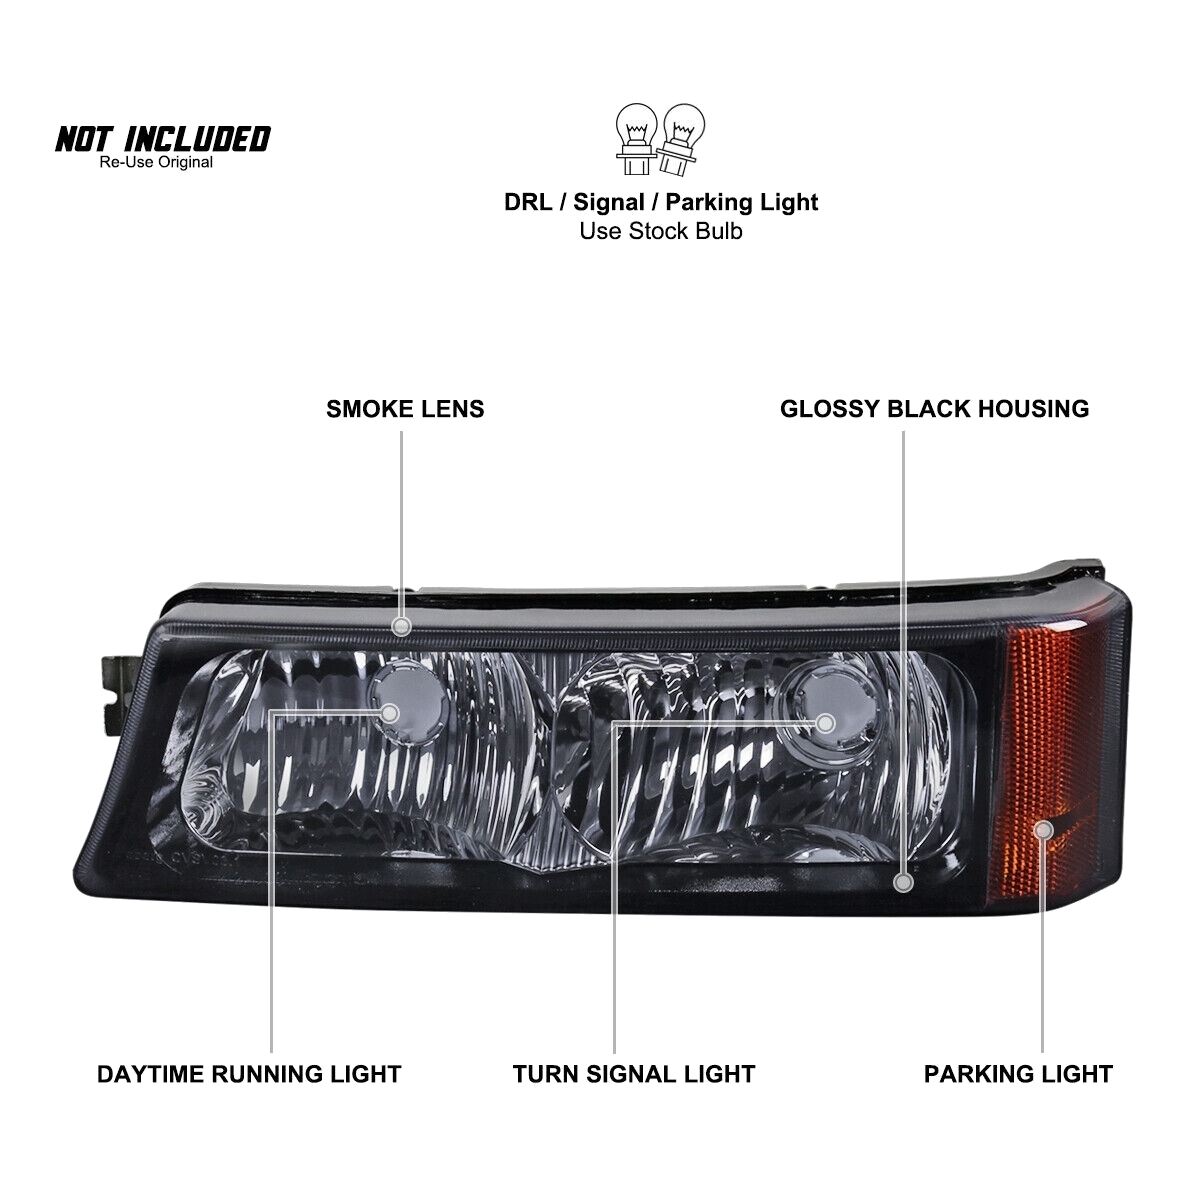 NOT INCLUDED
Re-Use Original
DRL / Signal / Parking Light
Use Stock Bulb
SMOKE LENS
GLOSSY BLACK HOUSING
DAYTIME RUNNING LIGHT
TURN SIGNAL LIGHT
PARKING LIGHT